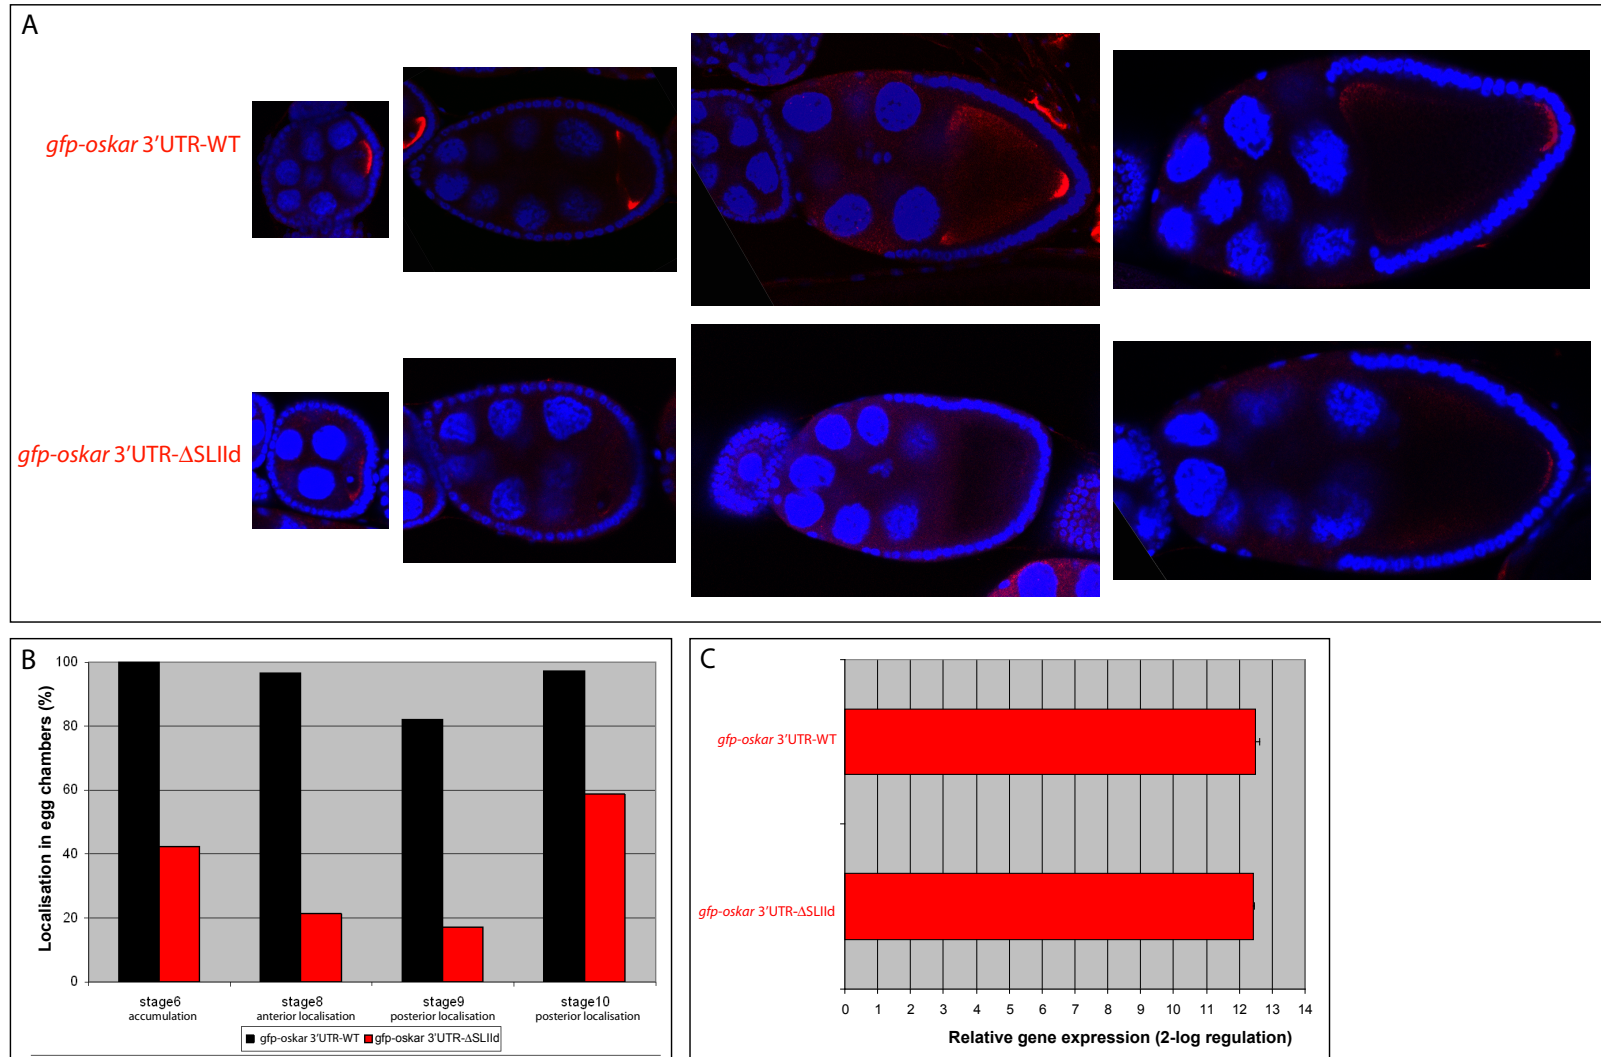 A
gfp-oskar 3'UTR-WT
gfp-oskar 3'UTR-ΔSLIId
B
Localisation in egg chambers (%)
100
80
60
40
20
0
stage6
accumulation
stage8
anterior localisation
stage9
posterior localisation
stage10
posterior localisation
gfp-oskar 3'UTR-WT gfp-oskar 3'UTR-ΔSLIId
C
gfp-oskar 3'UTR-WT
gfp-oskar 3'UTR-ΔSLIId
0 1 2 3 4 5 6 7 8 9 10 11 12 13 14
Relative gene expression (2-log regulation)